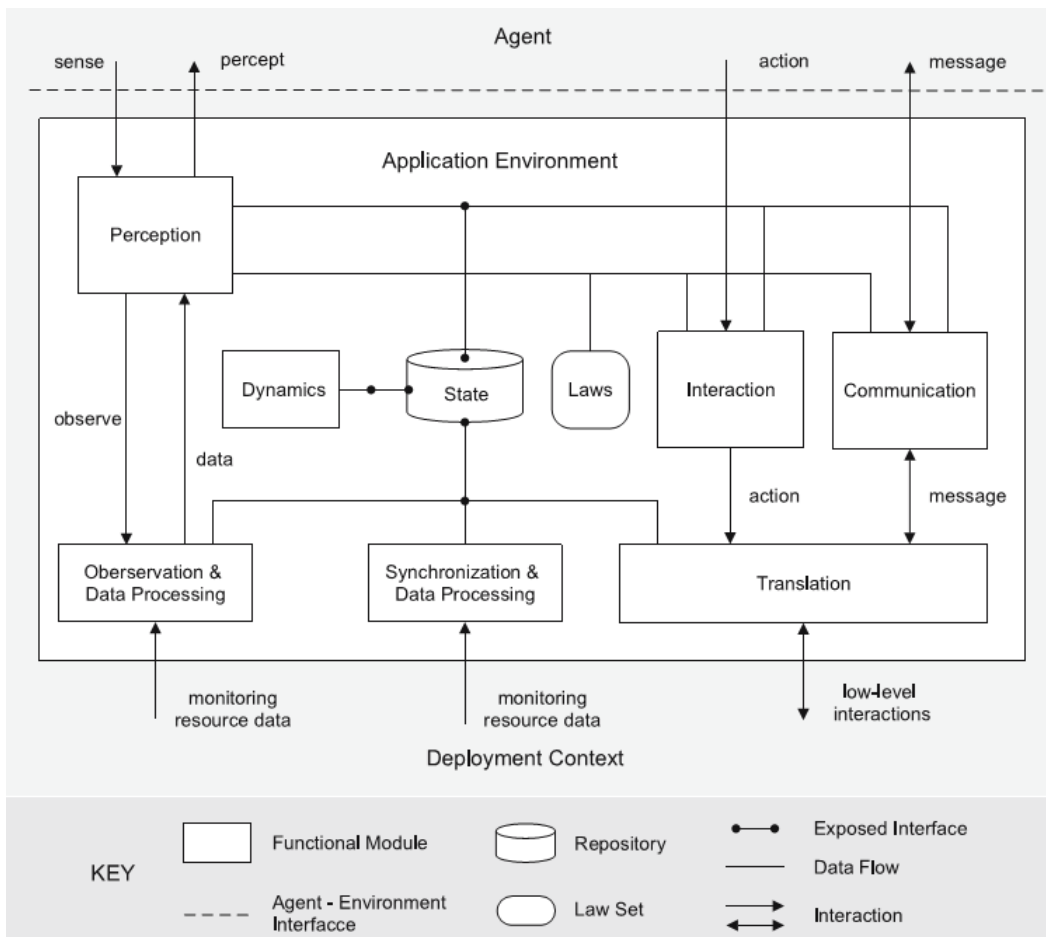 Agent
sense
percept
action
message
Application Environment
Perception
Dynamics
State
Laws
Interaction
Communication
observe
data
action
message
Oberservation &
Data Processing
Synchronization &
Data Processing
Translation
monitoring
resource data
monitoring
resource data
low-level
interactions
Deployment Context
KEY
Functional Module
Repository
Exposed Interface
Data Flow
Agent - Environment
Interfacce
Law Set
Interaction